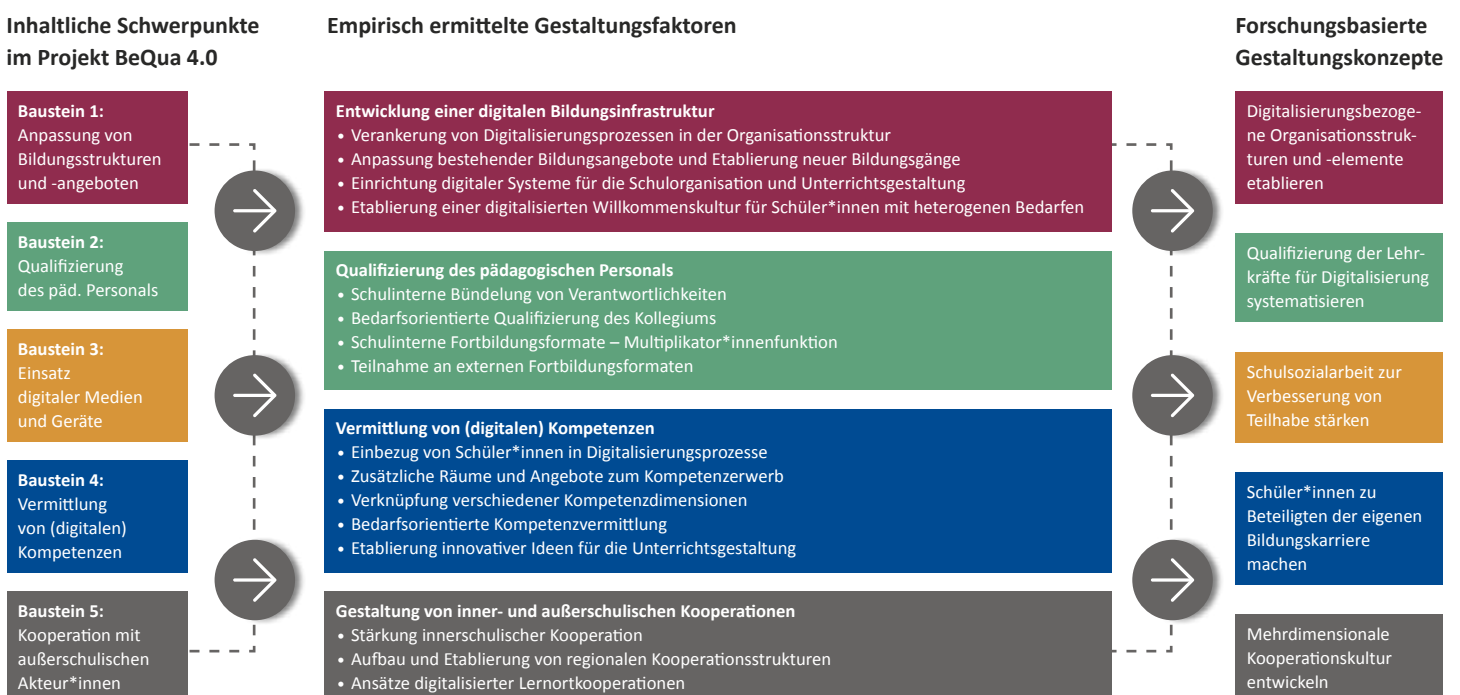 Inhaltliche Schwerpunkte
im Projekt BeQua 4.0
Baustein 1:
Anpassung von
Bildungsstrukturen
und -angeboten
Baustein 2:
Qualifizierung
des päd. Personals
Baustein 3:
Einsatz
digitaler Medien
und Geräte
Baustein 4:
Vermittlung
von (digitalen)
Kompetenzen
Baustein 5:
Kooperation mit
außerschulischen
Akteur*innen
Empirisch ermittelte Gestaltungsfaktoren
Entwicklung einer digitalen Bildungsinfrastruktur
• Verankerung von Digitalisierungsprozessen in der Organisationsstruktur
• Anpassung bestehender Bildungsangebote und Etablierung neuer Bildungsgänge
• Einrichtung digitaler Systeme für die Schulorganisation und Unterrichtsgestaltung
• Etablierung einer digitalisierten Willkommenskultur für Schüler*innen mit heterogenen Bedarfen
Qualifizierung des pädagogischen Personals
• Schulinterne Bündelung von Verantwortlichkeiten
• Bedarfsorientierte Qualifizierung des Kollegiums
• Schulinterne Fortbildungsformate – Multiplikator*innenfunktion
• Teilnahme an externen Fortbildungsformaten
Vermittlung von (digitalen) Kompetenzen
• Einbezug von Schüler*innen in Digitalisierungsprozesse
• Zusätzliche Räume und Angebote zum Kompetenzerwerb
• Verknüpfung verschiedener Kompetenzdimensionen
• Bedarfsorientierte Kompetenzvermittlung
• Etablierung innovativer Ideen für die Unterrichtsgestaltung
Gestaltung von inner- und außerschulischen Kooperationen
• Stärkung innerschulischer Kooperation
• Aufbau und Etablierung von regionalen Kooperationsstrukturen
• Ansätze digitalisierter Lernortkooperationen
Forschungsbasierte
Gestaltungskonzepte
Digitalisierungsbezoge-
ne Organisationsstruk-
turen und -elemente
etablieren
Qualifizierung der Lehr-
kräfte für Digitalisierung
systematisieren
Schulsozialarbeit zur
Verbesserung von
Teilhabe stärken
Schüler*innen zu
Beteiligten der eigenen
Bildungskarriere
machen
Mehrdimensionale
Kooperationskultur
entwickeln